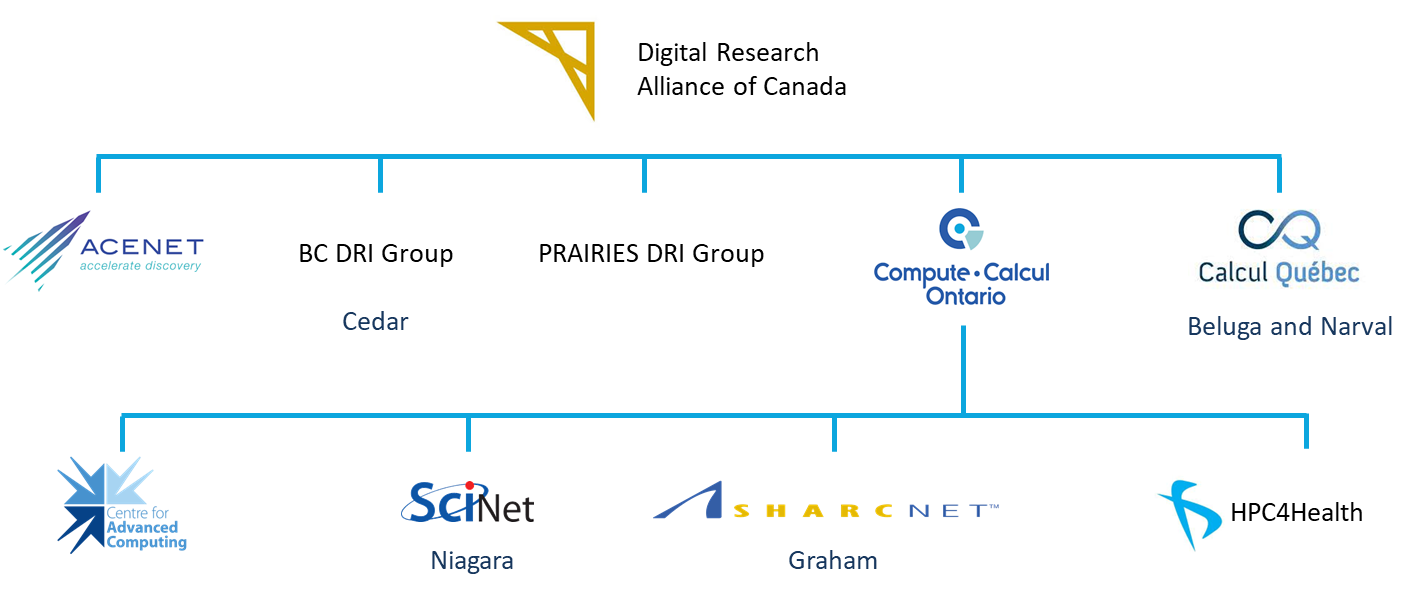 Digital Research
Alliance of Canada
ACENET
accelerate discovery
BC DRI Group
Cedar
PRAIRIES DRI Group
Compute • Calcul
Ontario
Calcul Québec
Beluga and Narval
Centre for
Advanced
Computing
SciNet
Niagara
SHARCNET™
Graham
HPC4Health